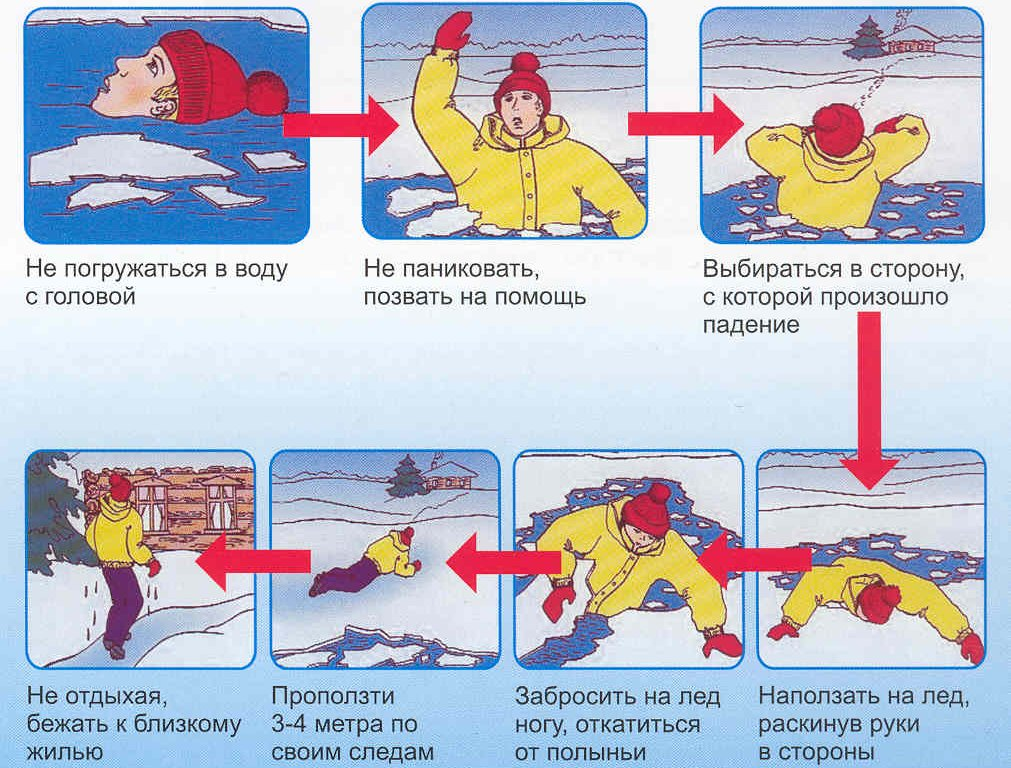 Не погружаться в воду
с головой
Не паниковать,
позвать на помощь
Выбираться в сторону,
с которой произошло
падение
Наползать на лед,
раскинув руки
в стороны
Забросить на лед
ногу, откатиться
от полыньи
Проползти
3-4 метра по
своим следам
Не отдыхая,
бежать к близкому
жилью